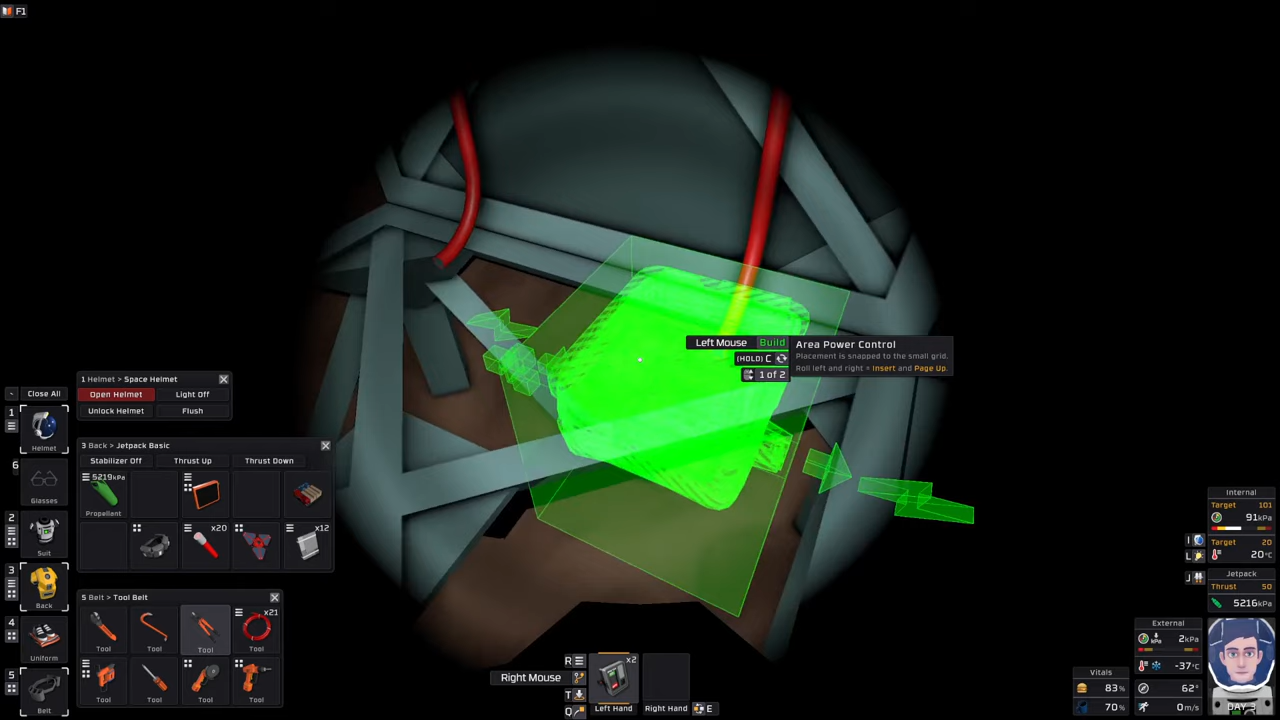 F1
Left Mouse Build
(HOLD) C
1 of 2
Area Power Control
Placement is snapped to the small grid.
Roll left and right = Insert and Page Up.
Close All
1 Helmet > Space Helmet
Open Helmet Light Off
Unlock Helmet Flush
3 Back > Jetpack Basic
Stabilizer Off Thrust Up Thrust Down
5219kPa
Propellant
x20
x12
5 Belt > Tool Belt
Tool Tool Tool Tool
x21
Tool Tool Tool Tool
1
Helmet
6
Glasses
2
Suit
3
Back
4
Uniform
5
Belt
Right Mouse
R
T
Q
x2
Left Hand
Right Hand
E
Internal
Target 101
91kPa
Target 20
20°C
I
L
J
Jetpack
Thrust 50
5216kPa
External
kPa
2kPa
-37°C
62°
0m/s
Vitals
83%
70%
DAY 3